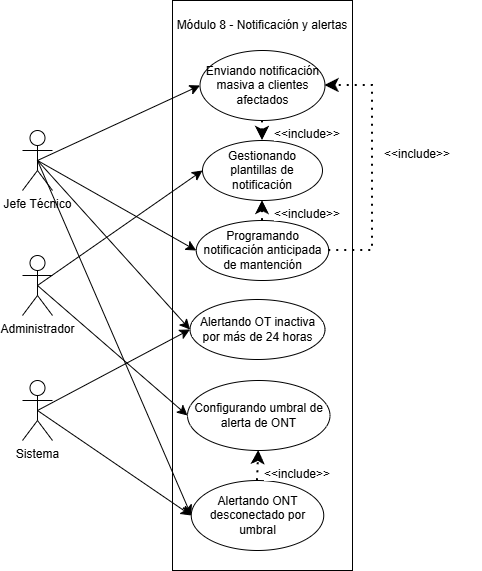 Módulo 8 - Notificación y alertas
Enviando notificación
masiva a clientes
afectados
<<include>>
<<include>>
Gestionando
plantillas de
notificación
Jefe Técnico
<<include>>
Programando
notificación anticipada
de mantención
Alertando OT inactiva
por más de 24 horas
Administrador
Configurando umbral de
alerta de ONT
Sistema
<<include>>
Alertando ONT
desconectado por
umbral